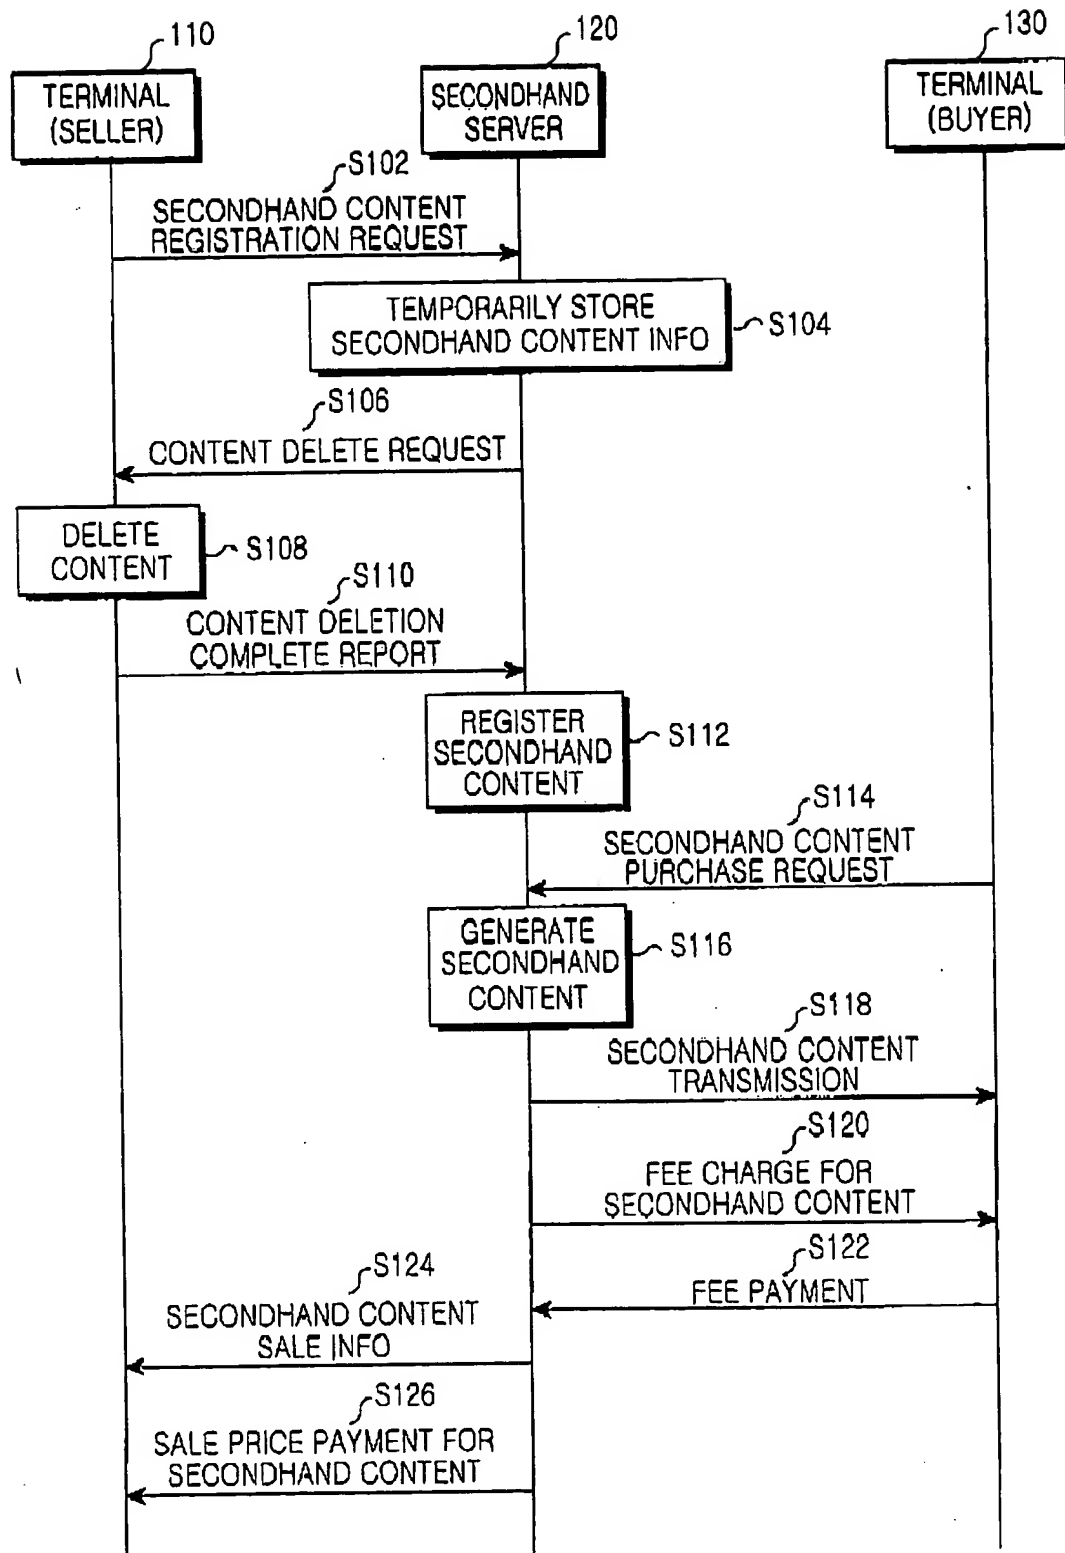 110
120
130
TERMINAL
(SELLER)
SECONDHAND
SERVER
TERMINAL
(BUYER)
S102
SECONDHAND CONTENT
REGISTRATION REQUEST
TEMPORARILY STORE
SECONDHAND CONTENT INFO
S104
S106
CONTENT DELETE REQUEST
DELETE
CONTENT
S108
S110
CONTENT DELETION
COMPLETE REPORT
REGISTER
SECONDHAND
CONTENT
S112
S114
SECONDHAND CONTENT
PURCHASE REQUEST
GENERATE
SECONDHAND
CONTENT
S116
S118
SECONDHAND CONTENT
TRANSMISSION
S120
FEE CHARGE FOR
SECONDHAND CONTENT
S122
FEE PAYMENT
S124
SECONDHAND CONTENT
SALE INFO
S126
SALE PRICE PAYMENT FOR
SECONDHAND CONTENT